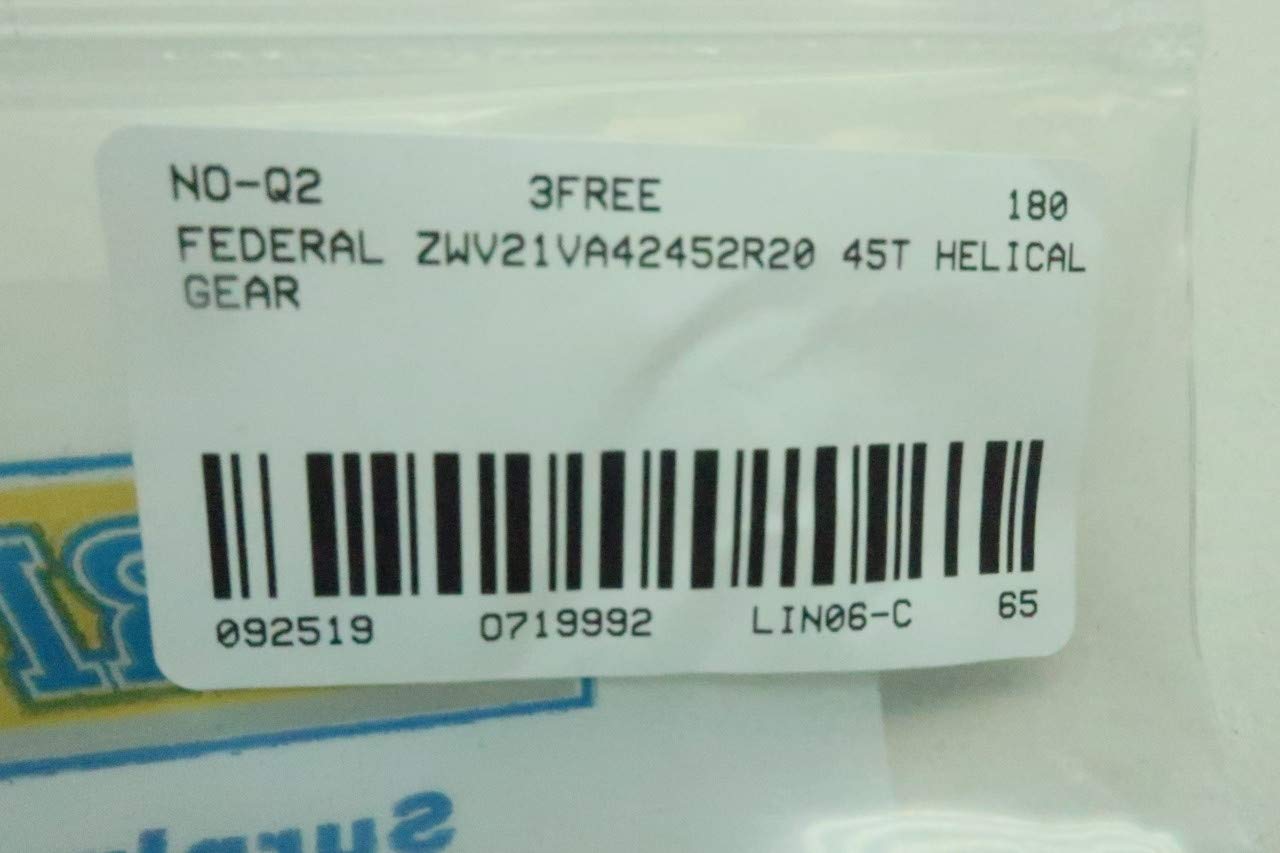 NO-Q2 3FREE 180
FEDERAL ZWV21VA42452R20 45T HELICAL
GEAR
092519 0719992 LIN06-C 65